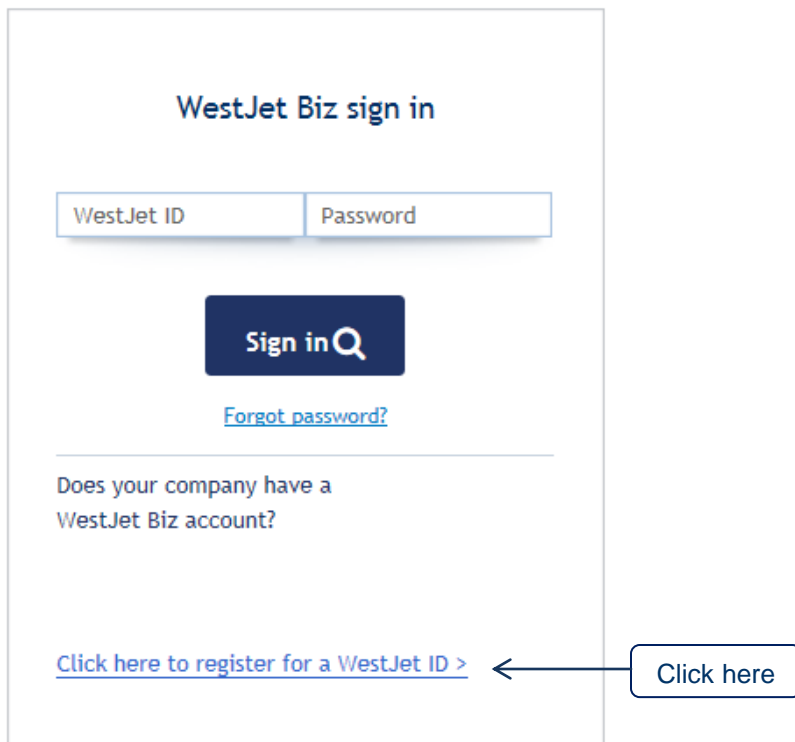 WestJet Biz sign in
WestJet ID Password
Sign in
Forgot password?
Does your company have a
WestJet Biz account?
Click here to register for a WestJet ID >
Click here